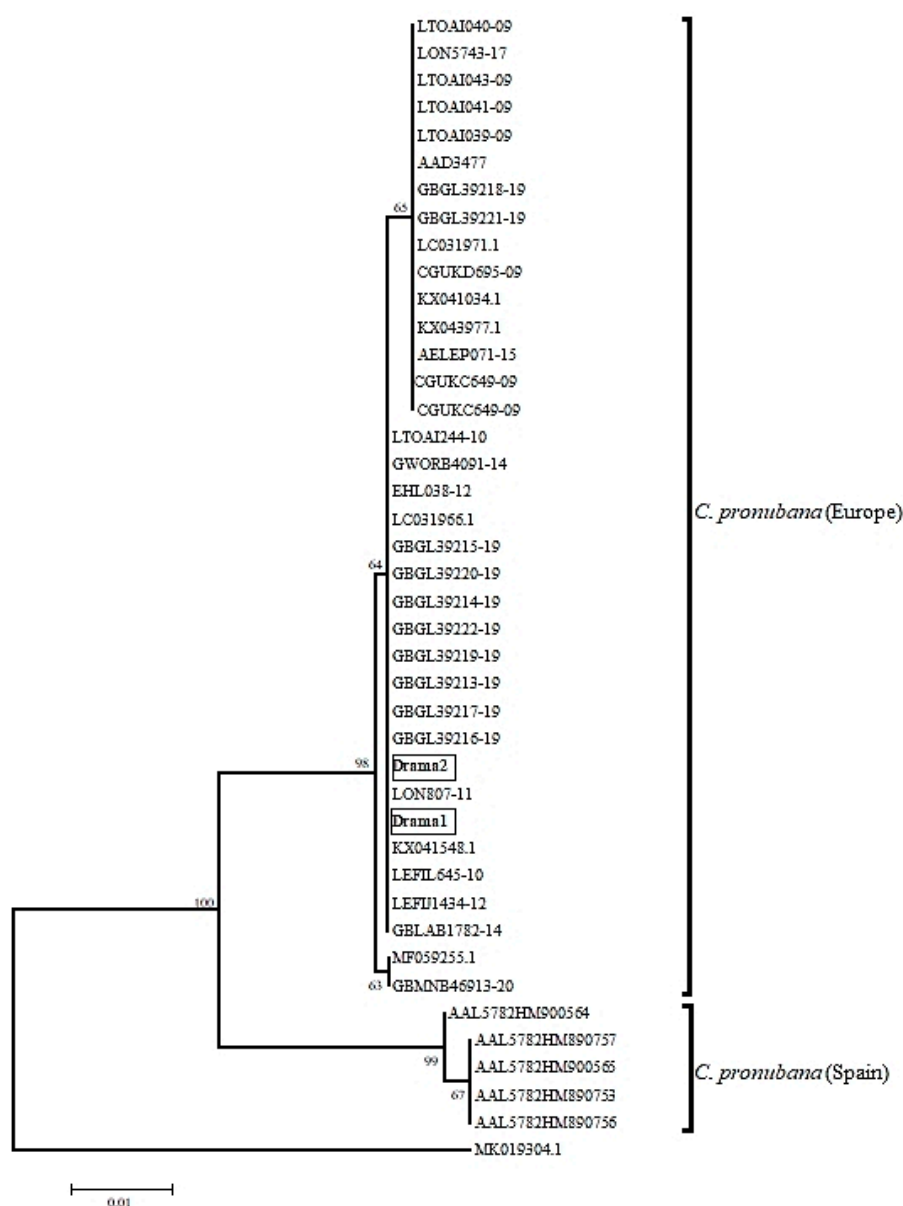 LTOAI040-09
LON5743-17
LTOAI043-09
LTOAI041-09
LTOAI039-09
AAD3477
GBGL39218-19
65
GBGL39221-19
LC031971.1
CGUKD695-09
KX041034.1
KX043977.1
AELEP071-15
CGUKC649-09
CGUKC649-09
LTOAI244-10
GWORB4091-14
EHL038-12
C. pronubana (Europe)
LC031966.1
GBGL39215-19
64
GBGL39220-19
GBGL39214-19
GBGL39222-19
GBGL39219-19
GBGL39213-19
GBGL39217-19
GBGL39216-19
98
Drama2
LON807-11
Drama1
KX041548.1
LEFIL645-10
100
LEFIJ1434-12
GBLAB1782-14
MF059255.1
63
GBMNB46913-20
AAL5782HM900564
AAL5782HM890757
99
AAL5782HM900565
C. pronubana (Spain)
67
AAL5782HM890753
AAL5782HM890756
MK019304.1
0.01